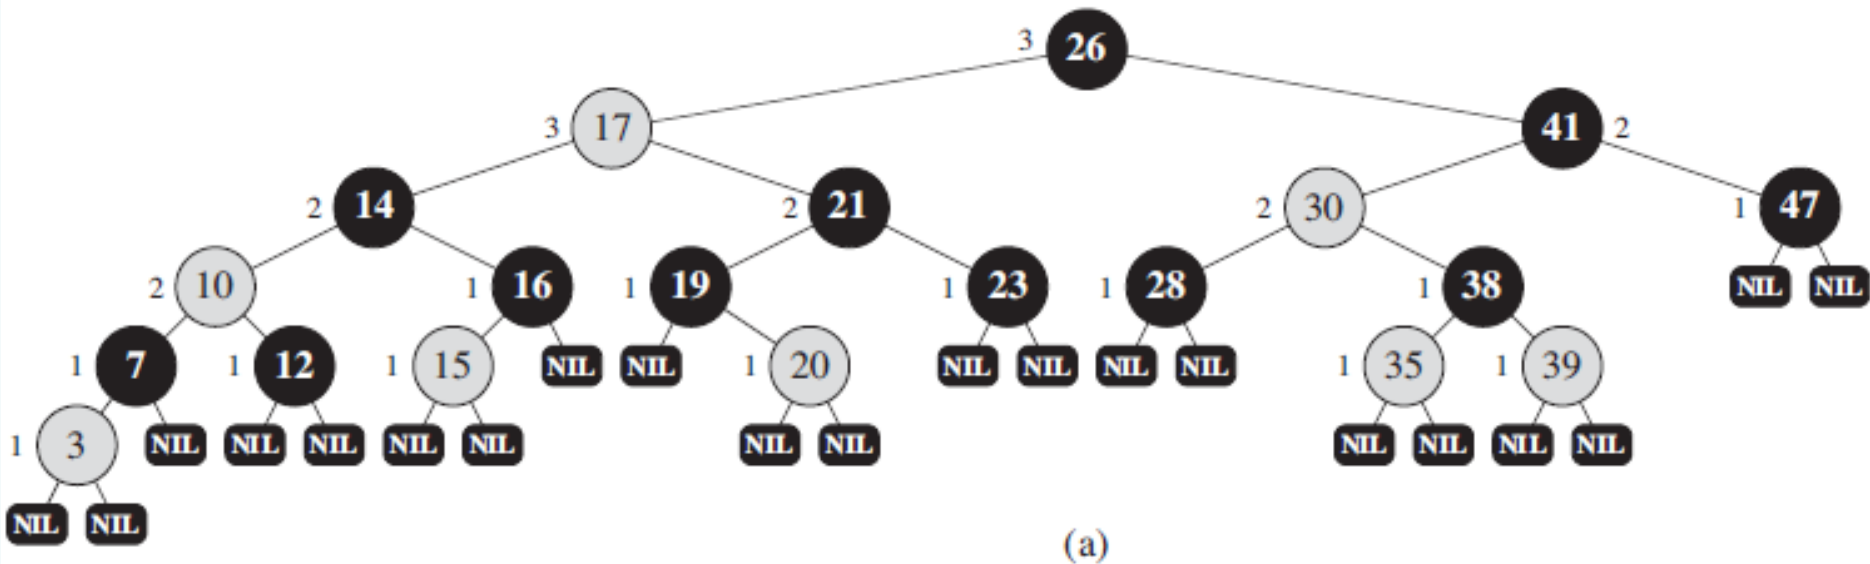 3 26
3 17 41 2
2 14 2 21 2 30 1 47
2 10 1 16 1 19 1 23 1 28 1 38 NIL NIL
1 7 1 12 1 15 NIL NIL 1 20 NIL NIL NIL NIL 1 35 1 39
1 3 NIL NIL NIL NIL NIL NIL NIL NIL NIL NIL NIL
NIL NIL
(a)